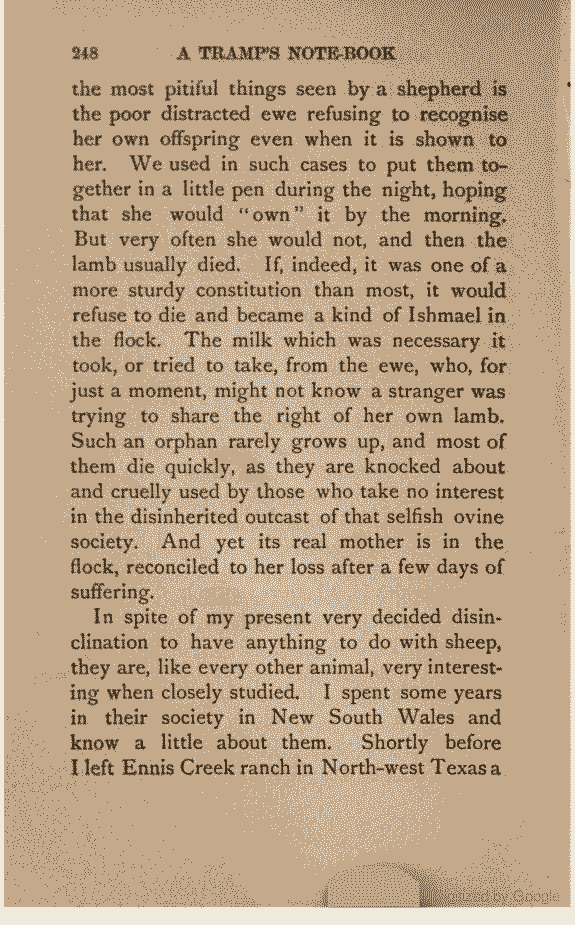 248 A TRAMP'S NOTE-BOOK
the most pitiful things seen by a shepherd is
the poor distracted ewe refusing to recognise
her own offspring even when it is shown to
her. We used in such cases to put them to-
gether in a little pen during the night, hoping
that she would "own" it by the morning.
But very often she would not, and then the
lamb usually died. If, indeed, it was one of a
more sturdy constitution than most, it would
refuse to die and became a kind of Ishmael in
the flock. The milk which was necessary it
took, or tried to take, from the ewe, who, for
just a moment, might not know a stranger was
trying to share the right of her own lamb.
Such an orphan rarely grows up, and most of
them die quickly, as they are knocked about
and cruelly used by those who take no interest
in the disinherited outcast of that selfish ovine
society. And yet its real mother is in the
flock, reconciled to her loss after a few days of
suffering.
In spite of my present very decided disin-
clination to have anything to do with sheep,
they are, like every other animal, very interest-
ing when closely studied. I spent some years
in their society in New South Wales and
know a little about them. Shortly before
I left Ennis Creek ranch in North-west Texas a
Digitized by Google